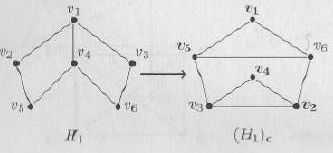 v₁ v₁
v₂ v₄ v₃ v₅ v₆
v₄
v₅ v₆ v₃ v₂
H₁ (H₁)c